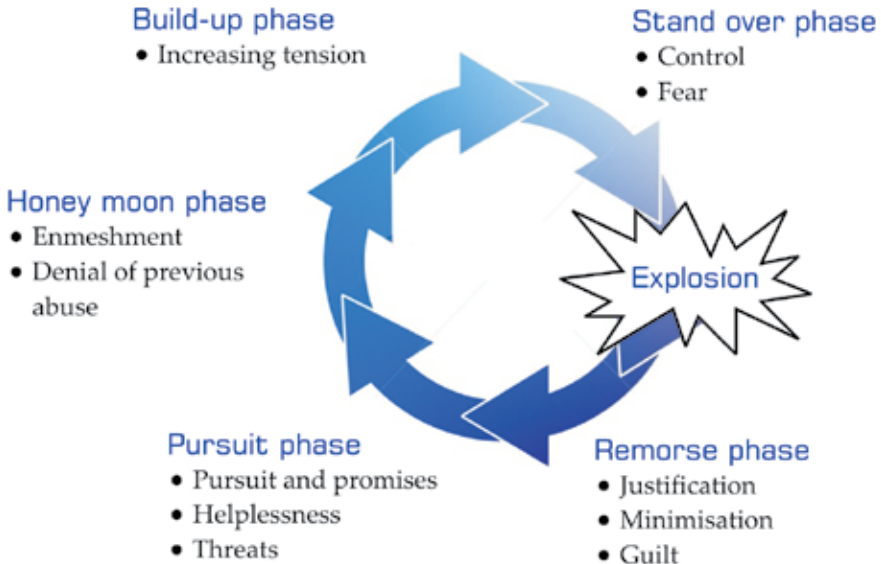 Build-up phase
• Increasing tension
Stand over phase
• Control
• Fear
Explosion
Remorse phase
• Justification
• Minimisation
• Guilt
Pursuit phase
• Pursuit and promises
• Helplessness
• Threats
Honey moon phase
• Enmeshment
• Denial of previous
abuse